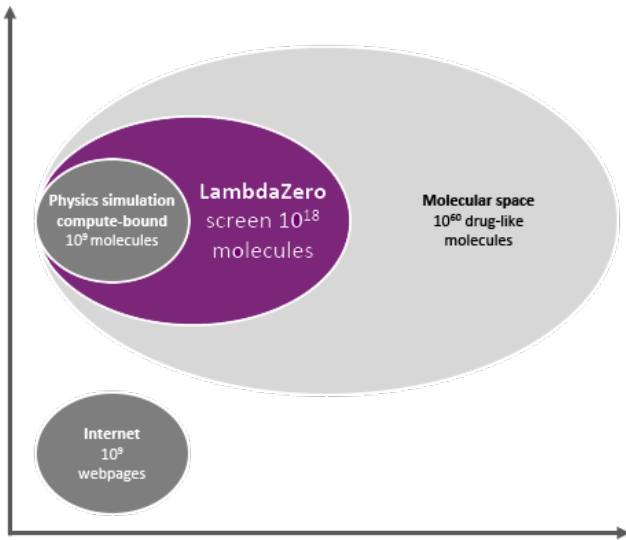 Physics simulation
compute-bound
10⁹ molecules
LambdaZero
screen 10¹⁸
molecules
Molecular space
10⁶⁰ drug-like
molecules
Internet
10⁹
webpages